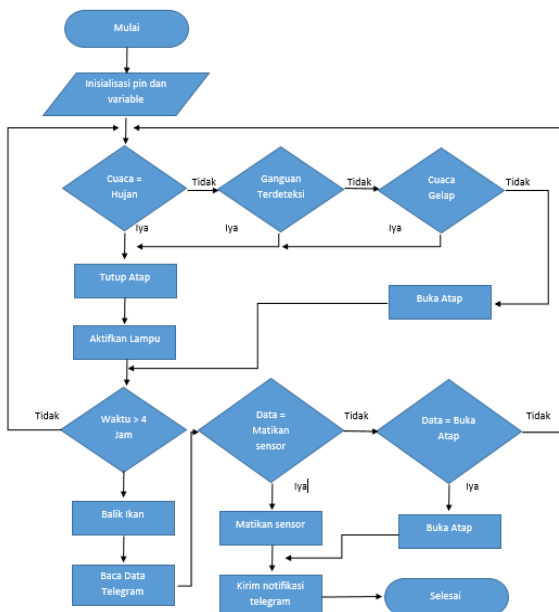 Mulai
Inisialisasi pin dan
variable
Cuaca =
Hujan
Tidak
Ganguan
Terdeteksi
Tidak
Cuaca
Gelap
Tidak
Iya
Iya
Iya
Tutup Atap
Buka Atap
Aktifkan Lampu
Tidak
Waktu > 4
Jam
Data =
Matikan
sensor
Tidak
Data = Buka
Atap
Tidak
Iya
Iya
Balik Ikan
Matikan sensor
Buka Atap
Baca Data
Telegram
Kirim notifikasi
telegram
Selesai